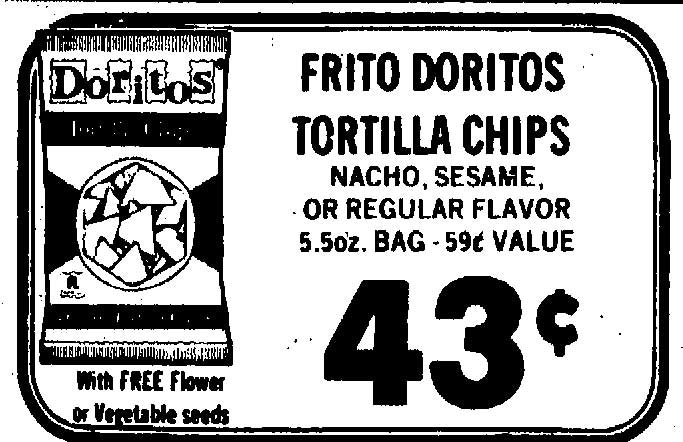 Doritos®
FRITO DORITOS
TORTILLA CHIPS
NACHO, SESAME,
OR REGULAR FLAVOR
5.5oz. BAG - 59¢ VALUE
43¢
With FREE Flower
or Vegetable seeds